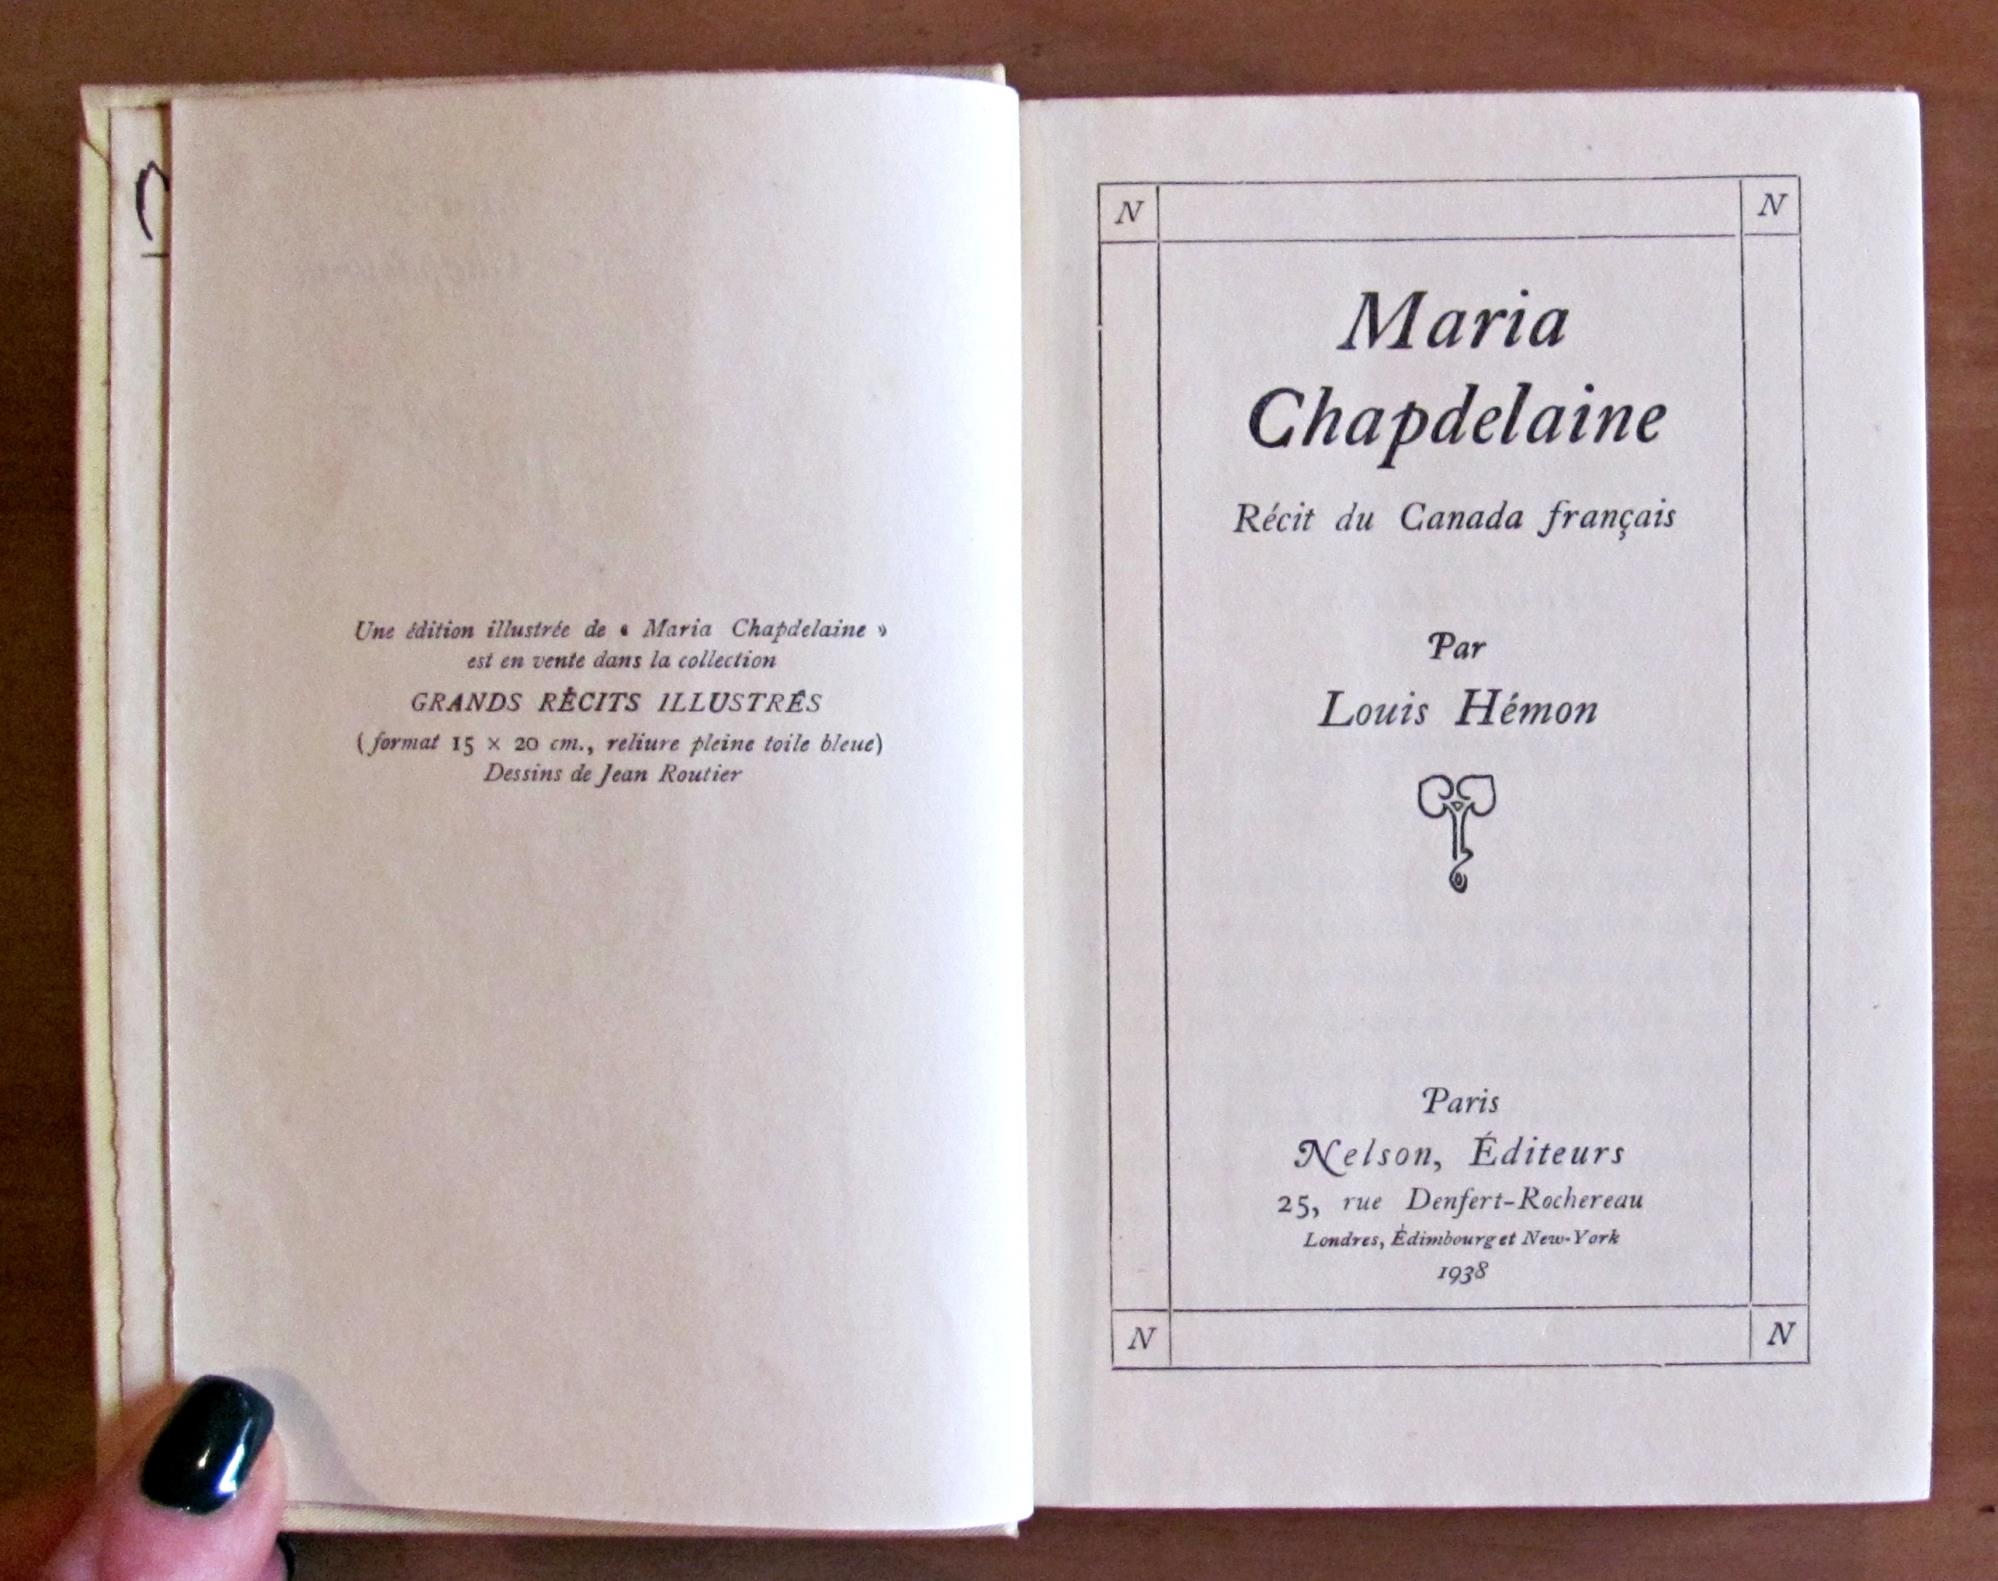 Une édition illustrée de « Maria Chapdelaine »
est en vente dans la collection
GRANDS RÉCITS ILLUSTRÉS
(format 15 × 20 cm., reliure pleine toile bleue)
Dessins de Jean Routier
N N
Maria
Chapdelaine
Récit du Canada français
Par
Louis Hémon
Paris
Nelson, Éditeurs
25, rue Denfert-Rochereau
Londres, Édimbourg et New-York
1938
N N